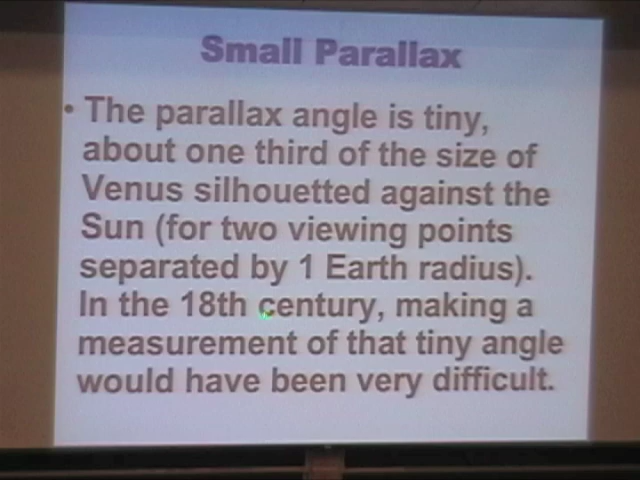 Small Parallax
• The parallax angle is tiny,
about one third of the size of
Venus silhouetted against the
Sun (for two viewing points
separated by 1 Earth radius).
In the 18th century, making a
measurement of that tiny angle
would have been very difficult.